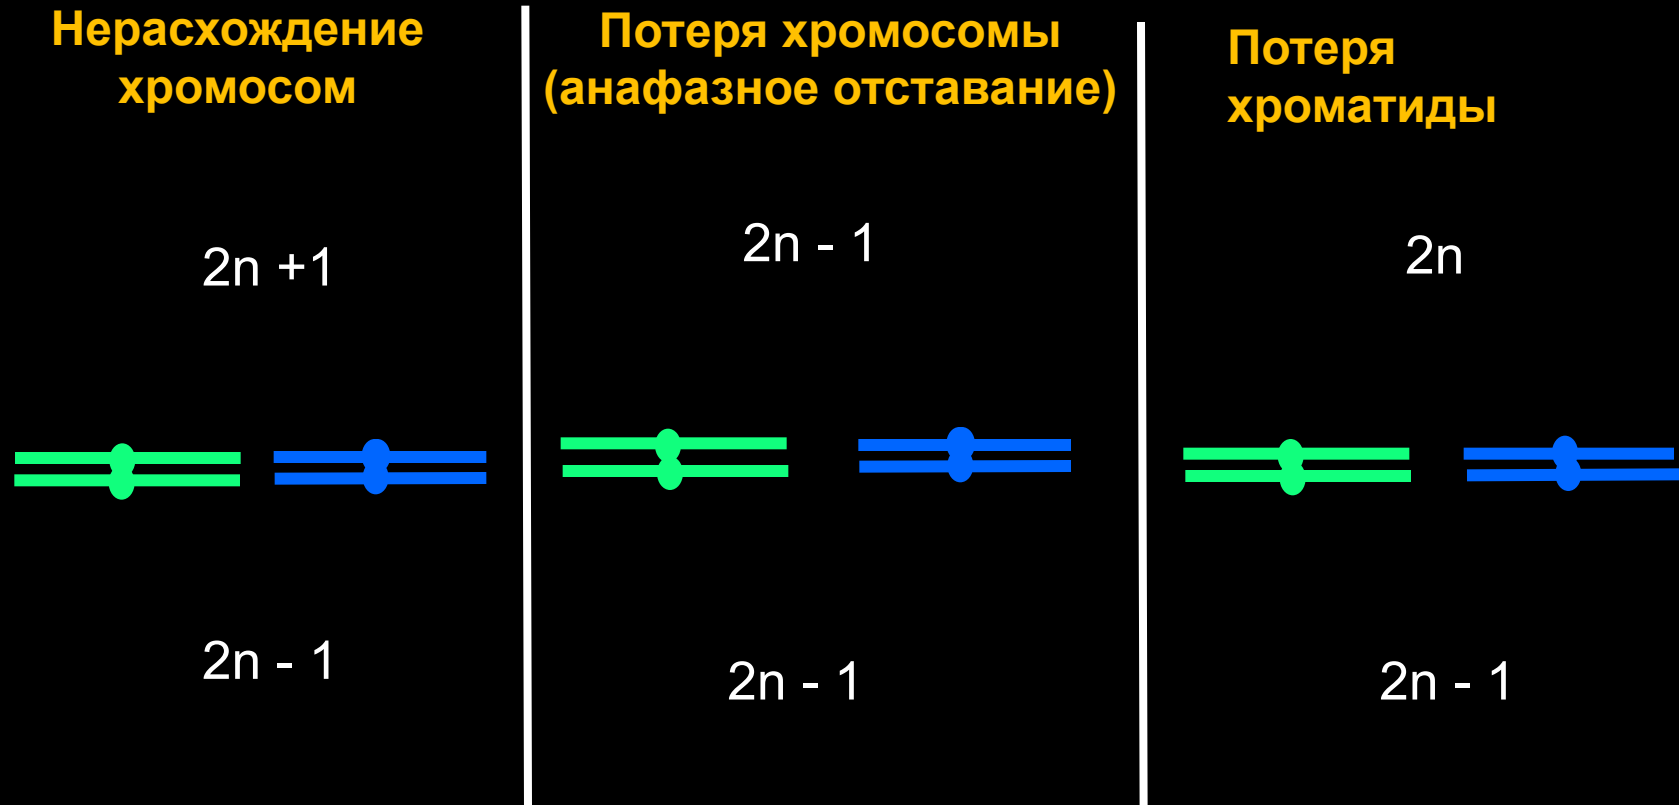 Нерасхождение
хромосом
2n +1
2n - 1
Потеря хромосомы
(анафазное отставание)
2n - 1
2n - 1
Потеря
хроматиды
2n
2n - 1